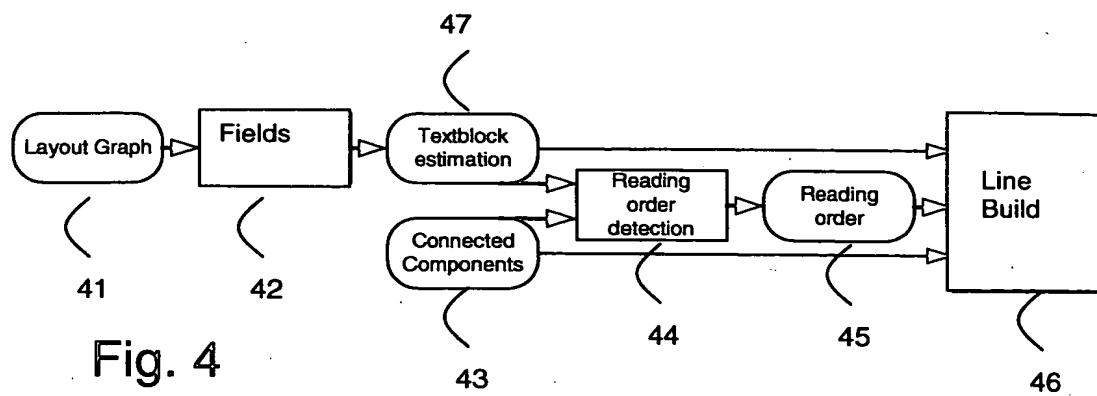 47
Layout Graph
Fields
Textblock
estimation
Line
Build
Reading
order
detection
Reading
order
Connected
Components
41
42
43
44
45
46
Fig. 4